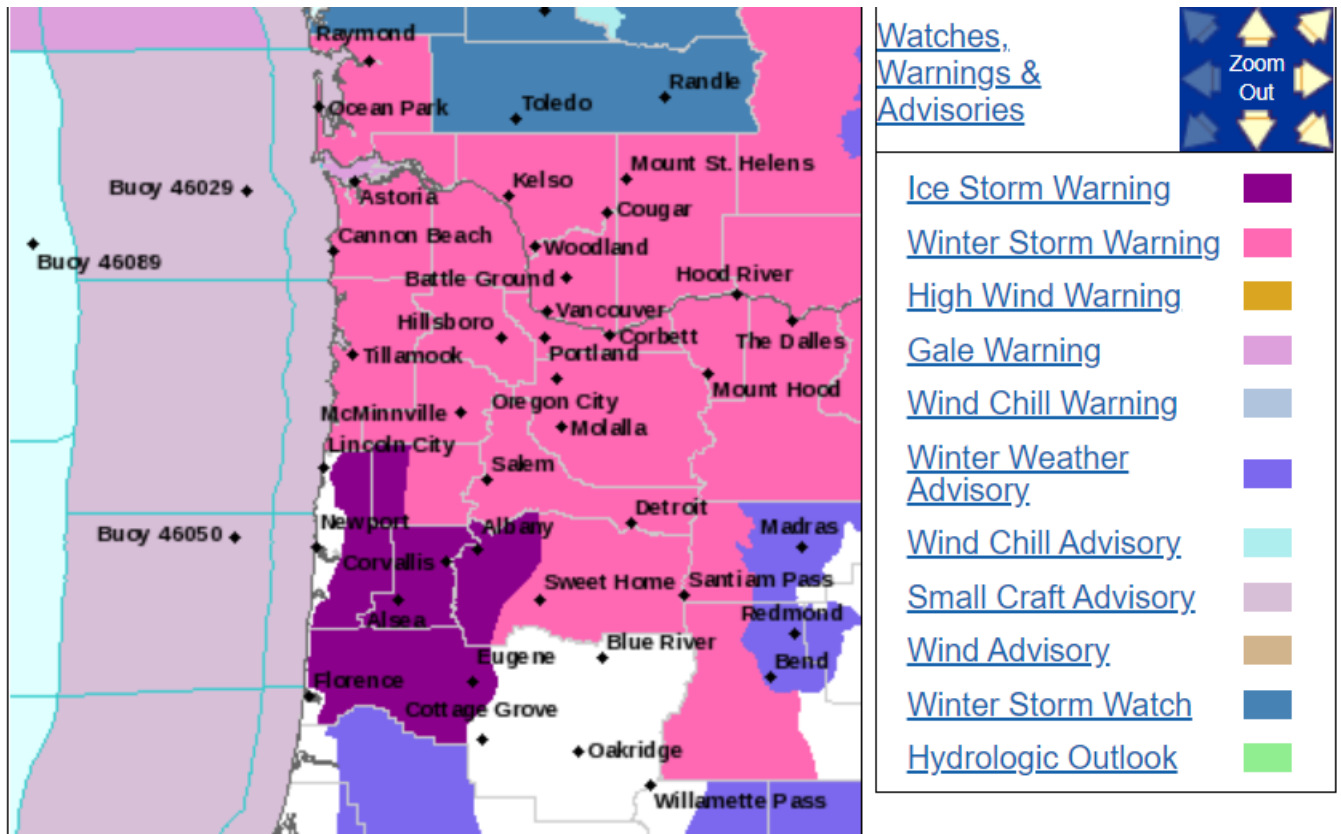 Raymond
Ocean Park
Toledo
Randle
Buoy 46029
Astoria
Kelso
Mount St. Helens
Cougar
Buoy 46089
Cannon Beach
Woodland
Battle Ground
Hood River
Vancouver
Hillsboro
Corbett
The Dalles
Tillamook
Portland
Mount Hood
McMinnville
Oregon City
Molalla
Lincoln City
Salem
Newport
Detroit
Albany
Madras
Buoy 46050
Corvallis
Sweet Home
Santiam Pass
Alsea
Redmond
Blue River
Eugene
Bend
Florence
Cottage Grove
Oakridge
Willamette Pass
Watches,
Warnings &
Advisories
Zoom
Out
Ice Storm Warning
Winter Storm Warning
High Wind Warning
Gale Warning
Wind Chill Warning
Winter Weather
Advisory
Wind Chill Advisory
Small Craft Advisory
Wind Advisory
Winter Storm Watch
Hydrologic Outlook